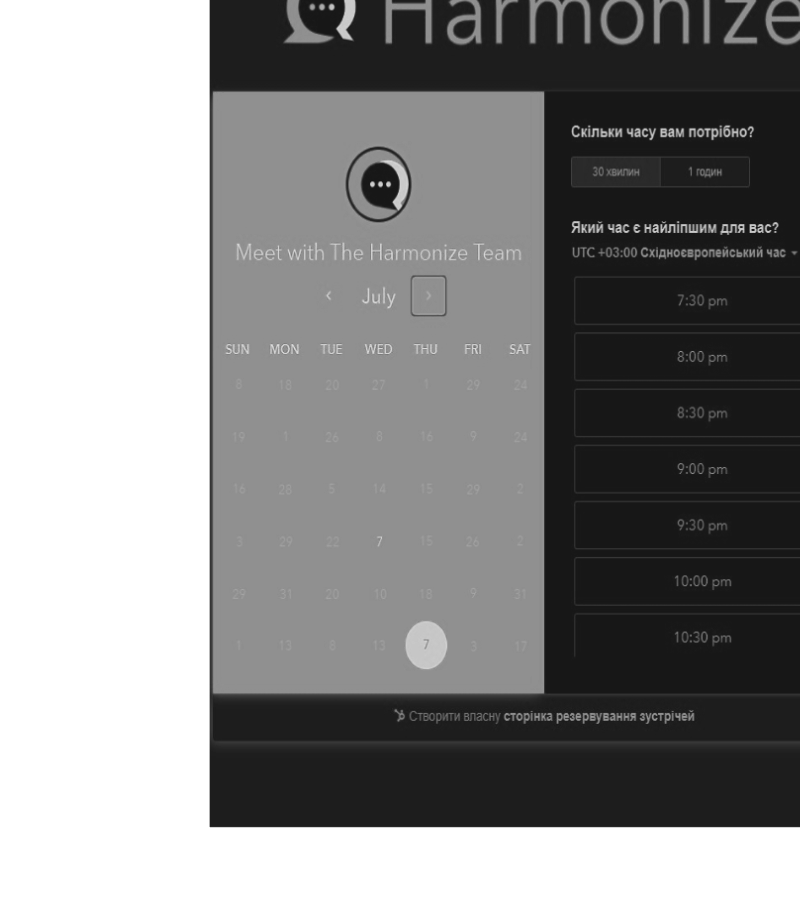 Harmonize
Meet with The Harmonize Team
July
SUN MON TUE WED THU FRI SAT
8 18 20 27 1 29 24
19 1 26 8 16 9 24
16 28 5 14 15 29 2
3 29 22 7 15 26 2
29 31 20 10 18 9 31
1 13 8 13 7 3 17
Скільки часу вам потрібно?
30 хвилин 1 годин
Який час є найліпшим для вас?
UTC +03:00 Східноєвропейський час
7:30 pm
8:00 pm
8:30 pm
9:00 pm
9:30 pm
10:00 pm
10:30 pm
Створити власну сторінка резервування зустрічей